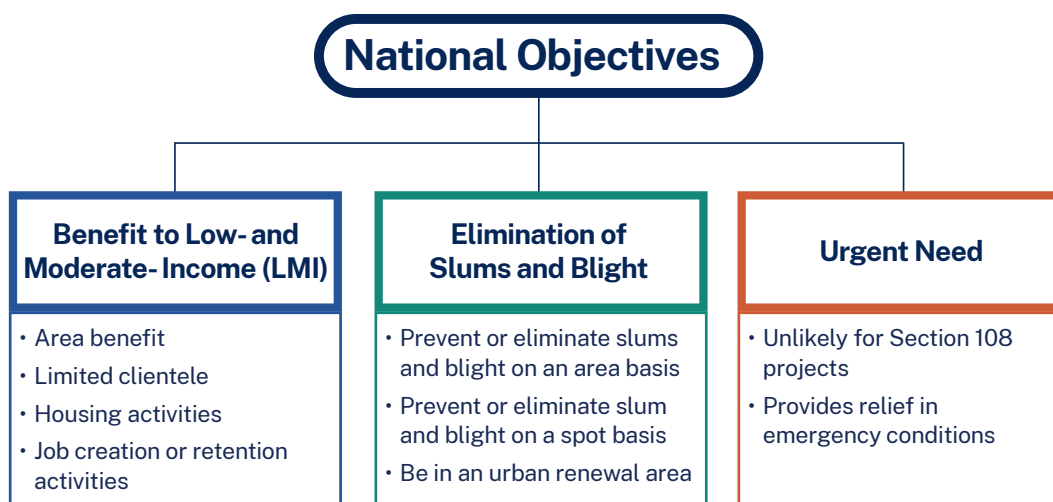 National Objectives
Benefit to Low- and
Moderate- Income (LMI)
• Area benefit
• Limited clientele
• Housing activities
• Job creation or retention
activities
Elimination of
Slums and Blight
• Prevent or eliminate slums
and blight on an area basis
• Prevent or eliminate slum
and blight on a spot basis
• Be in an urban renewal area
Urgent Need
• Unlikely for Section 108
projects
• Provides relief in
emergency conditions